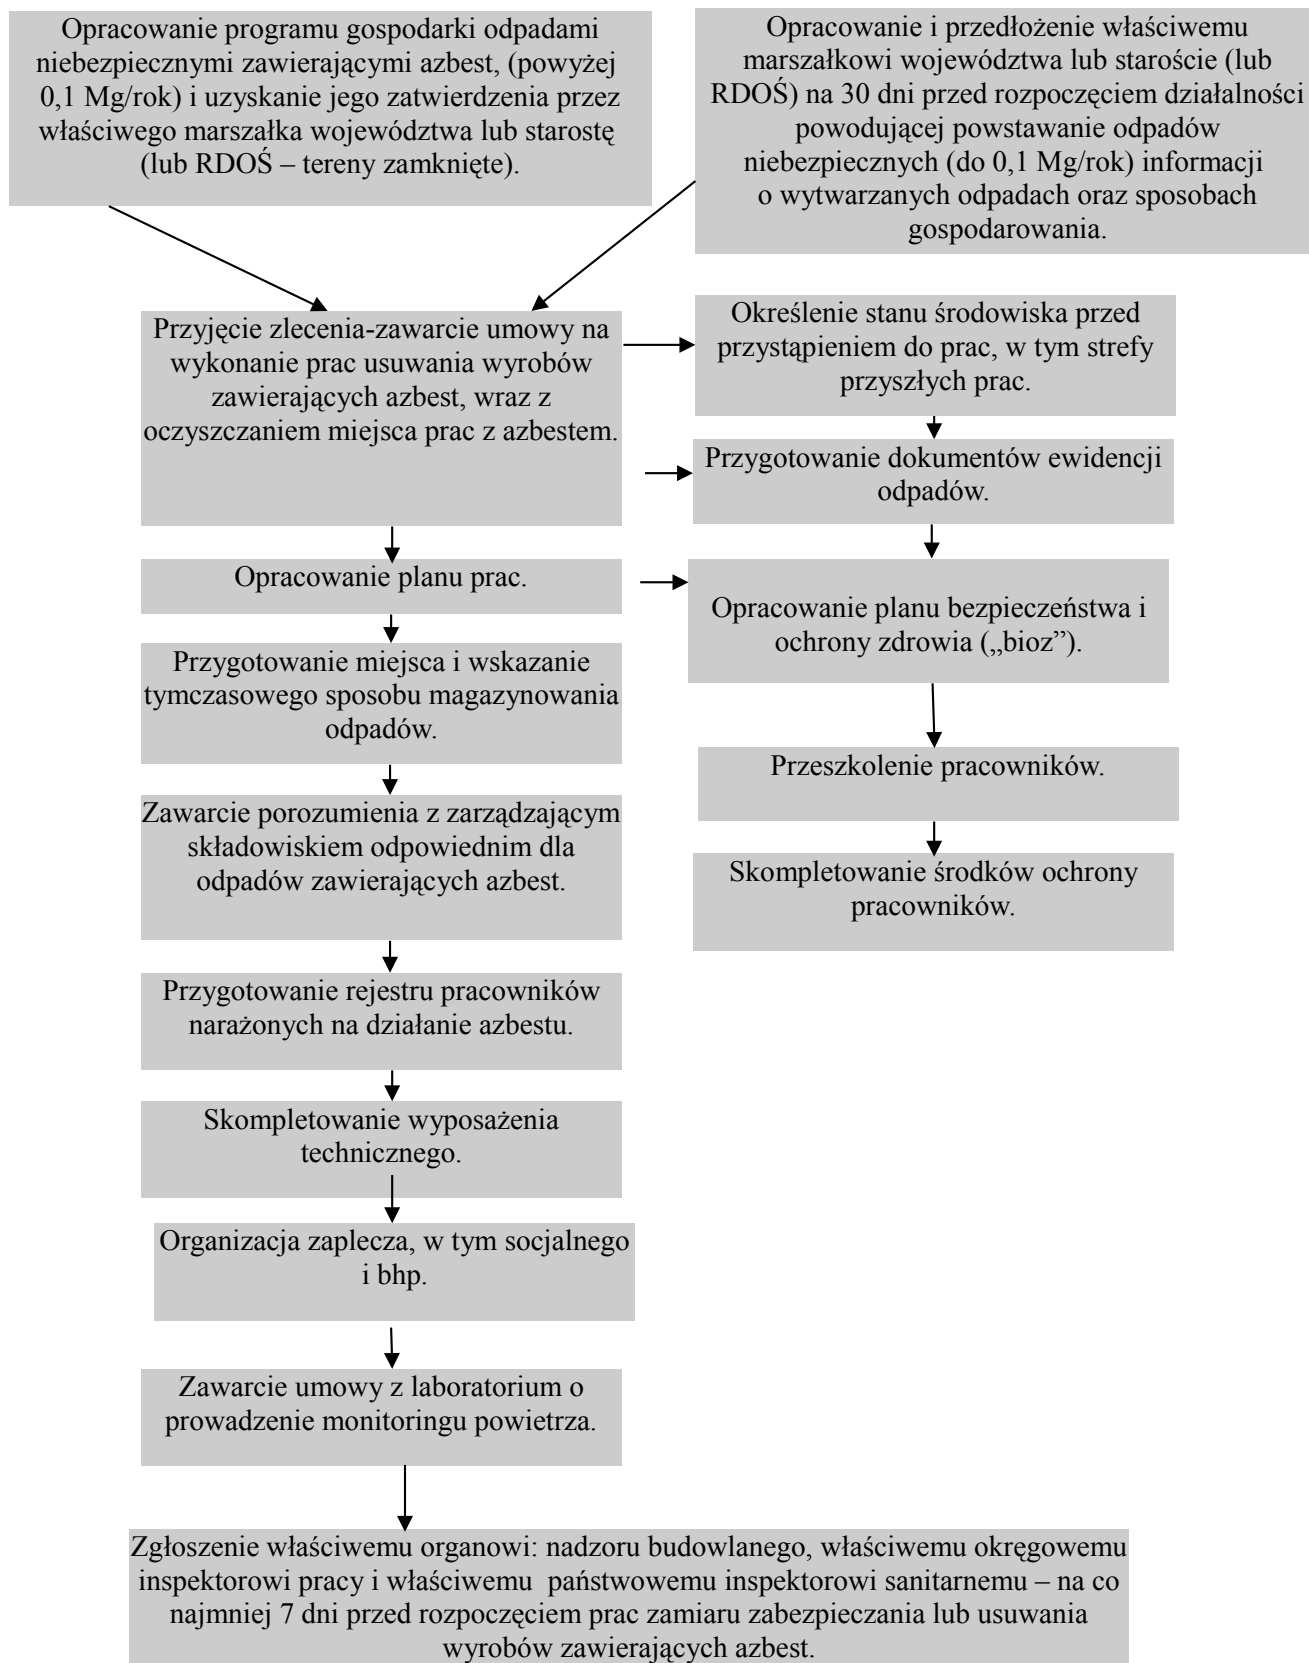 Opracowanie programu gospodarki odpadami
niebezpiecznymi zawierającymi azbest, (powyżej
0,1 Mg/rok) i uzyskanie jego zatwierdzenia przez
właściwego marszałka województwa lub starostę
(lub RDOŚ – tereny zamknięte).
Opracowanie i przedłożenie właściwemu
marszałkowi województwa lub staroście (lub
RDOŚ) na 30 dni przed rozpoczęciem działalności
powodującej powstawanie odpadów
niebezpiecznych (do 0,1 Mg/rok) informacji
o wytwarzanych odpadach oraz sposobach
gospodarowania.
Przyjęcie zlecenia-zawarcie umowy na
wykonanie prac usuwania wyrobów
zawierających azbest, wraz z
oczyszczaniem miejsca prac z azbestem.
Określenie stanu środowiska przed
przystąpieniem do prac, w tym strefy
przyszłych prac.
Przygotowanie dokumentów ewidencji
odpadów.
Opracowanie planu prac.
Opracowanie planu bezpieczeństwa i
ochrony zdrowia („bioz”).
Przygotowanie miejsca i wskazanie
tymczasowego sposobu magazynowania
odpadów.
Przeszkolenie pracowników.
Zawarcie porozumienia z zarządzającym
składowiskiem odpowiednim dla
odpadów zawierających azbest.
Skompletowanie środków ochrony
pracowników.
Przygotowanie rejestru pracowników
narażonych na działanie azbestu.
Skompletowanie wyposażenia
technicznego.
Organizacja zaplecza, w tym socjalnego
i bhp.
Zawarcie umowy z laboratorium o
prowadzenie monitoringu powietrza.
Zgłoszenie właściwemu organowi: nadzoru budowlanego, właściwemu okręgowemu
inspektorowi pracy i właściwemu państwowemu inspektorowi sanitarnemu – na co
najmniej 7 dni przed rozpoczęciem prac zamiaru zabezpieczania lub usuwania
wyrobów zawierających azbest.